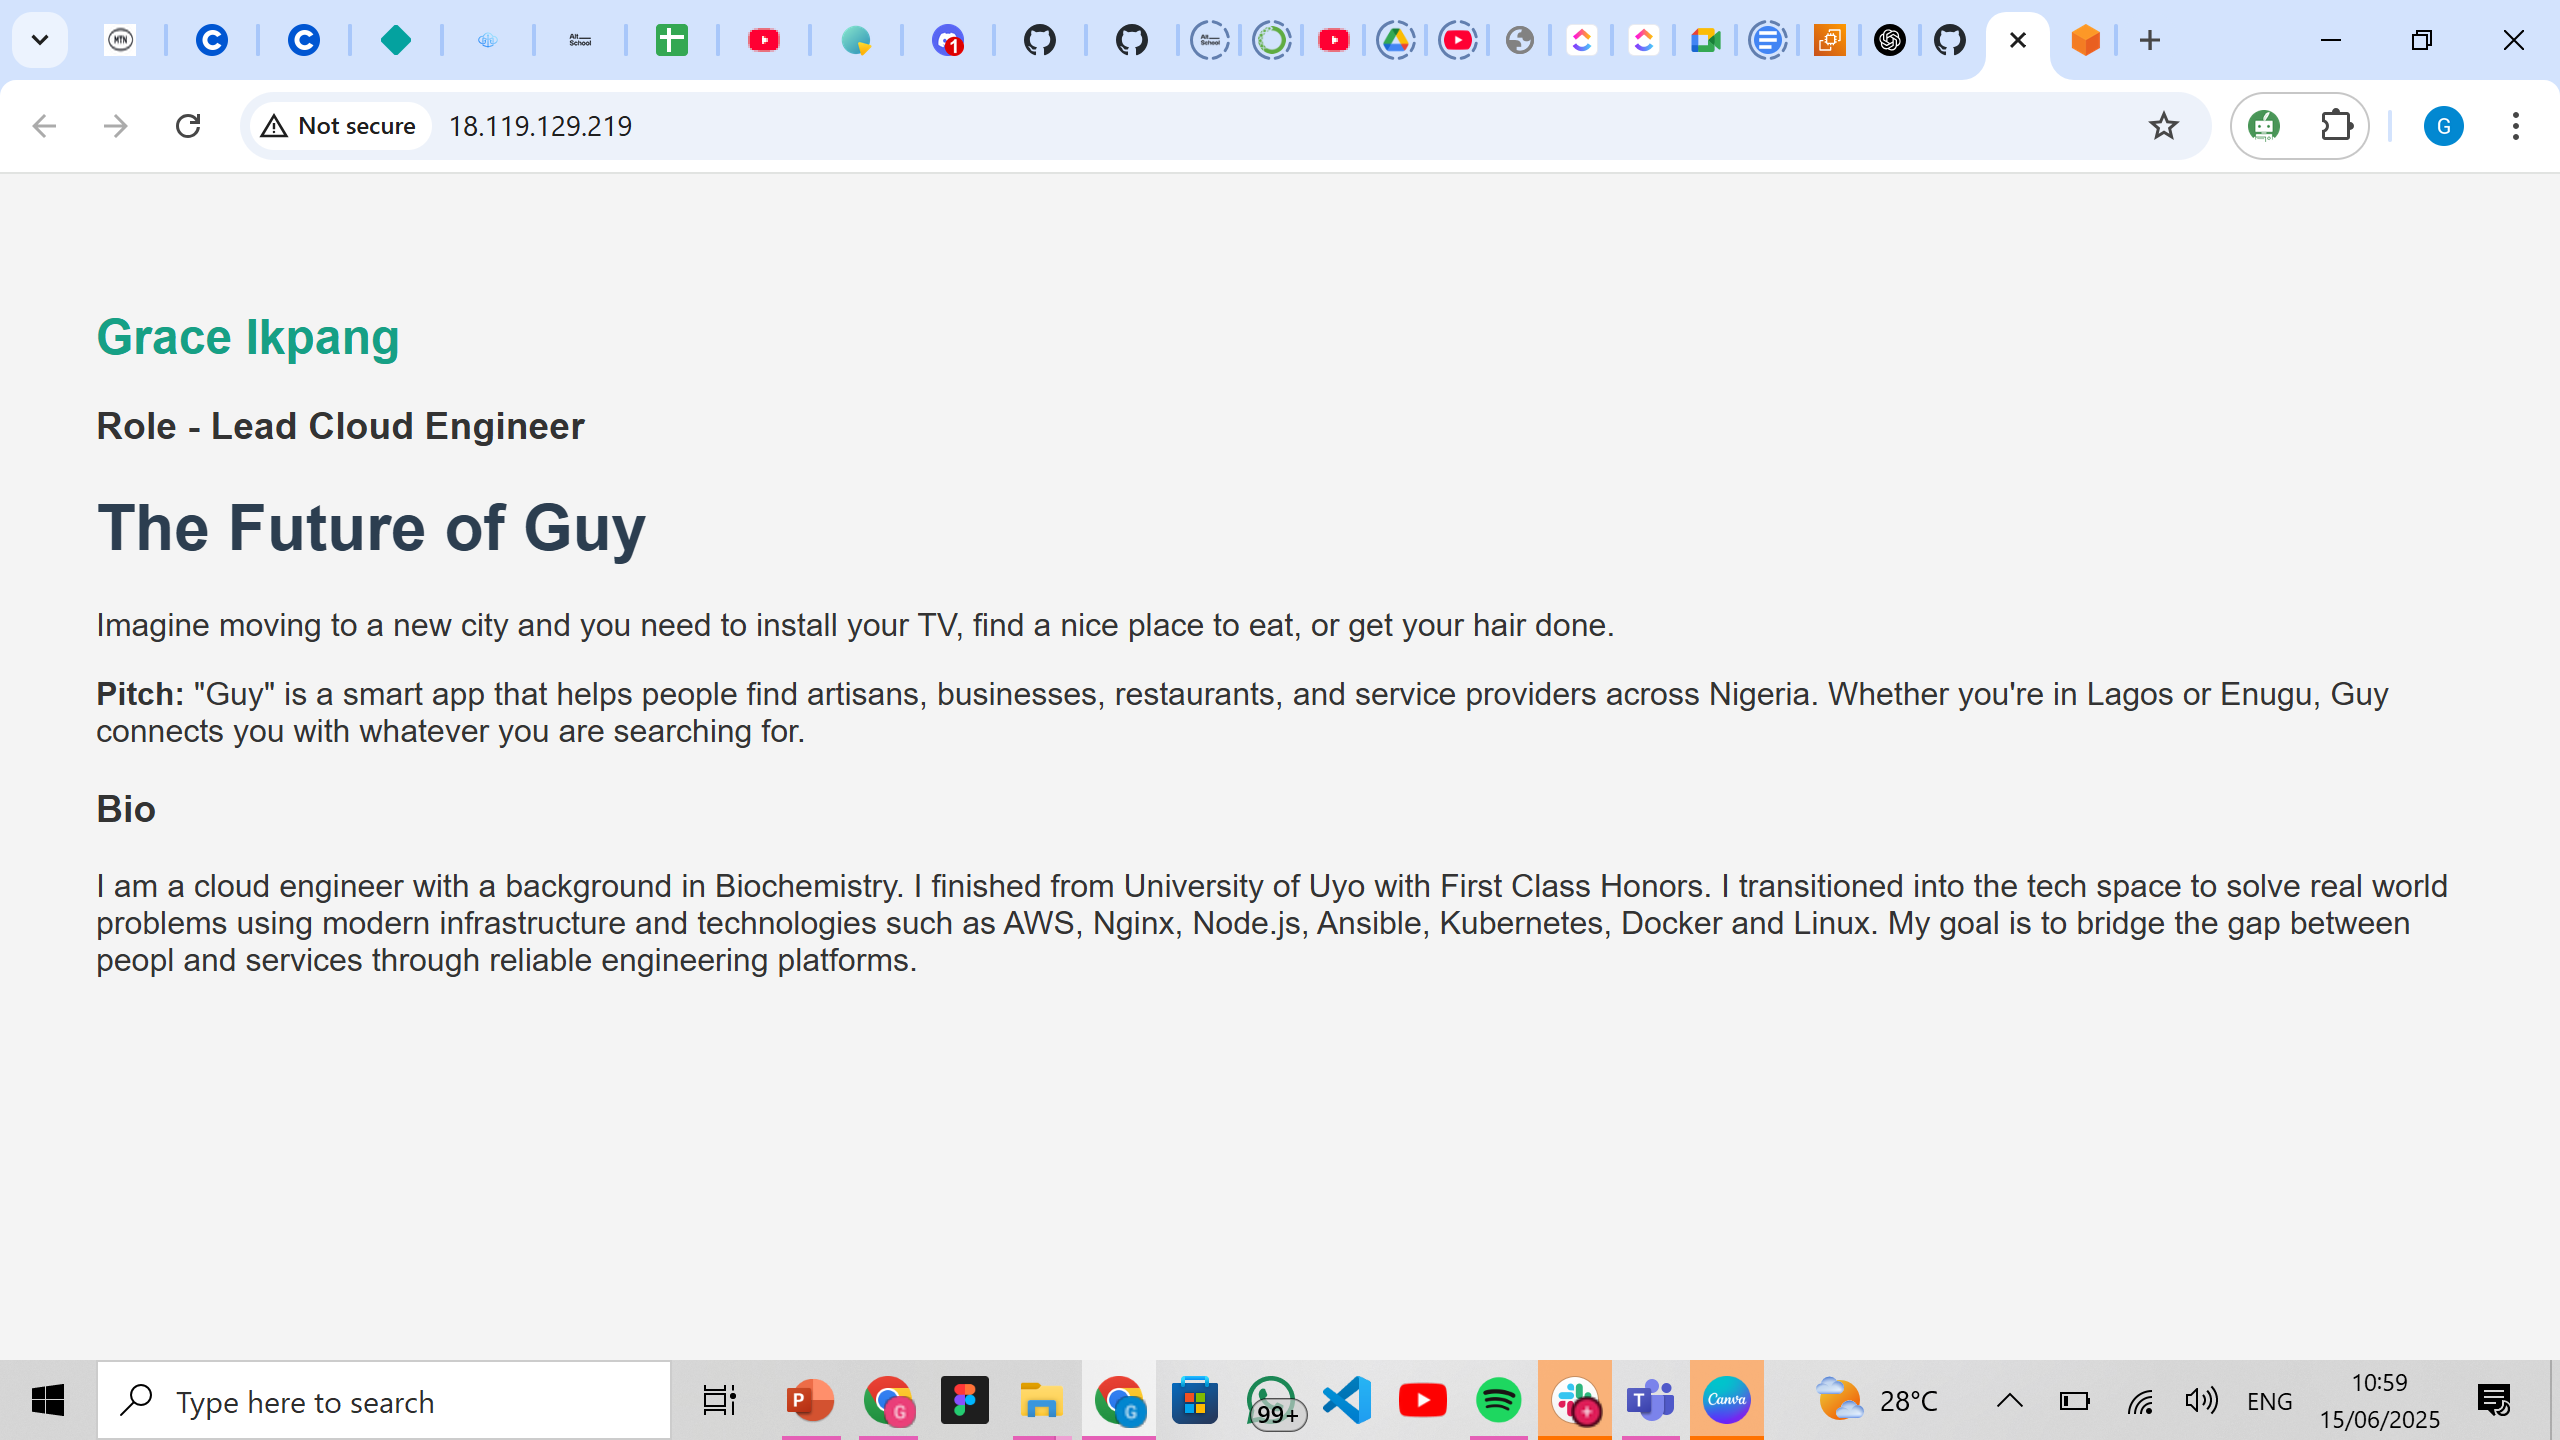 MTN
Alt School
1
Not secure
18.119.129.219
G
Grace Ikpang
Role - Lead Cloud Engineer
The Future of Guy
Imagine moving to a new city and you need to install your TV, find a nice place to eat, or get your hair done.
Pitch: "Guy" is a smart app that helps people find artisans, businesses, restaurants, and service providers across Nigeria. Whether you're in Lagos or Enugu, Guy
connects you with whatever you are searching for.
Bio
I am a cloud engineer with a background in Biochemistry. I finished from University of Uyo with First Class Honors. I transitioned into the tech space to solve real world
problems using modern infrastructure and technologies such as AWS, Nginx, Node.js, Ansible, Kubernetes, Docker and Linux. My goal is to bridge the gap between
peopl and services through reliable engineering platforms.
Type here to search
P
G
G
99+
T
Canva
28°C
ENG
10:59
15/06/2025